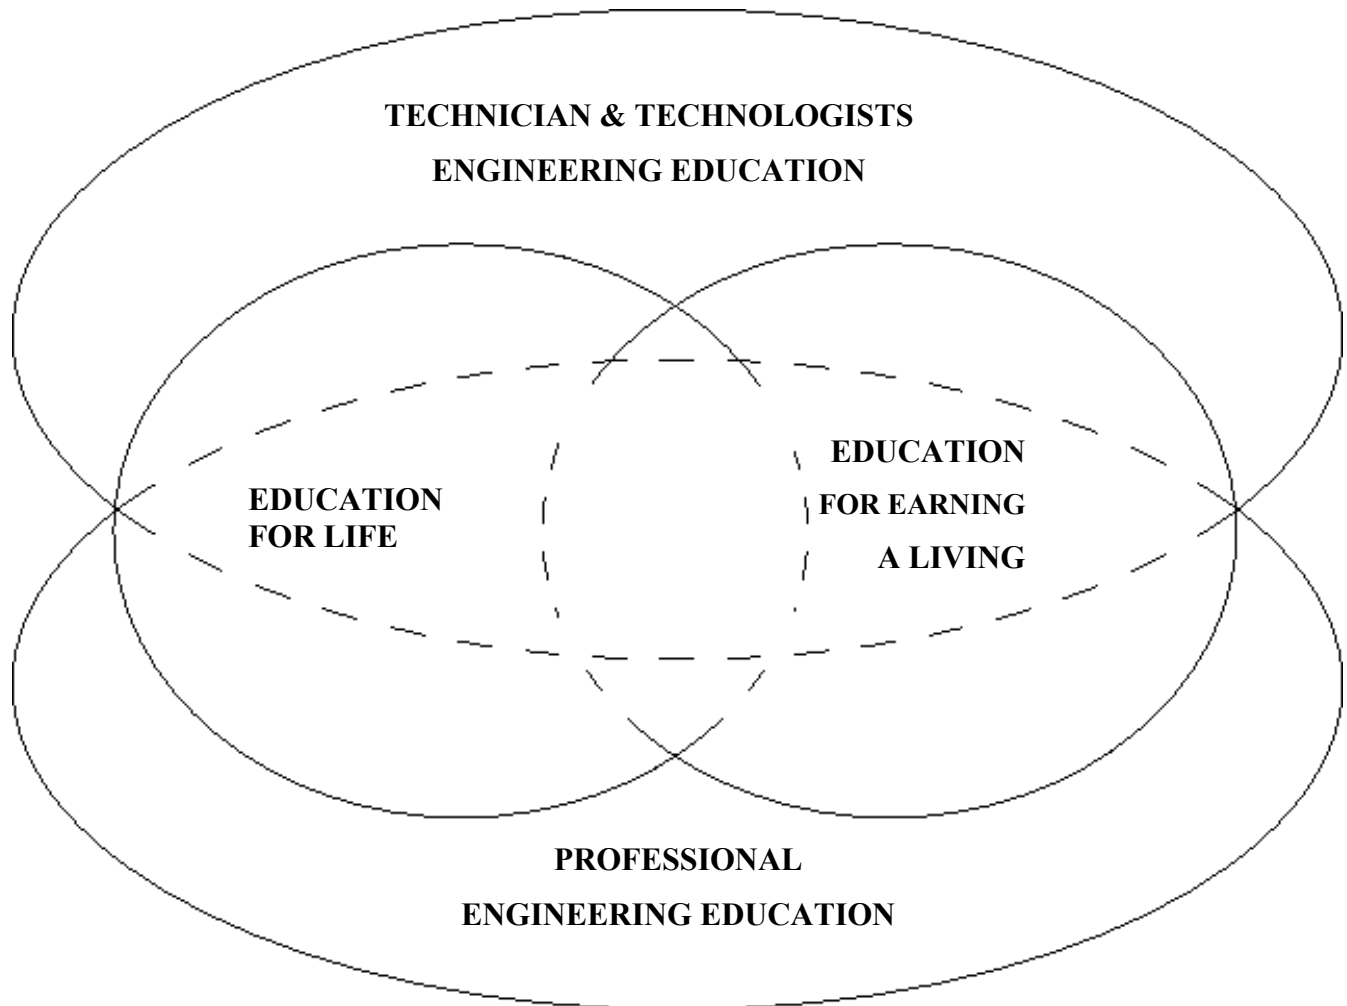 TECHNICIAN & TECHNOLOGISTS
ENGINEERING EDUCATION
EDUCATION
FOR LIFE
EDUCATION
FOR EARNING
A LIVING
PROFESSIONAL
ENGINEERING EDUCATION